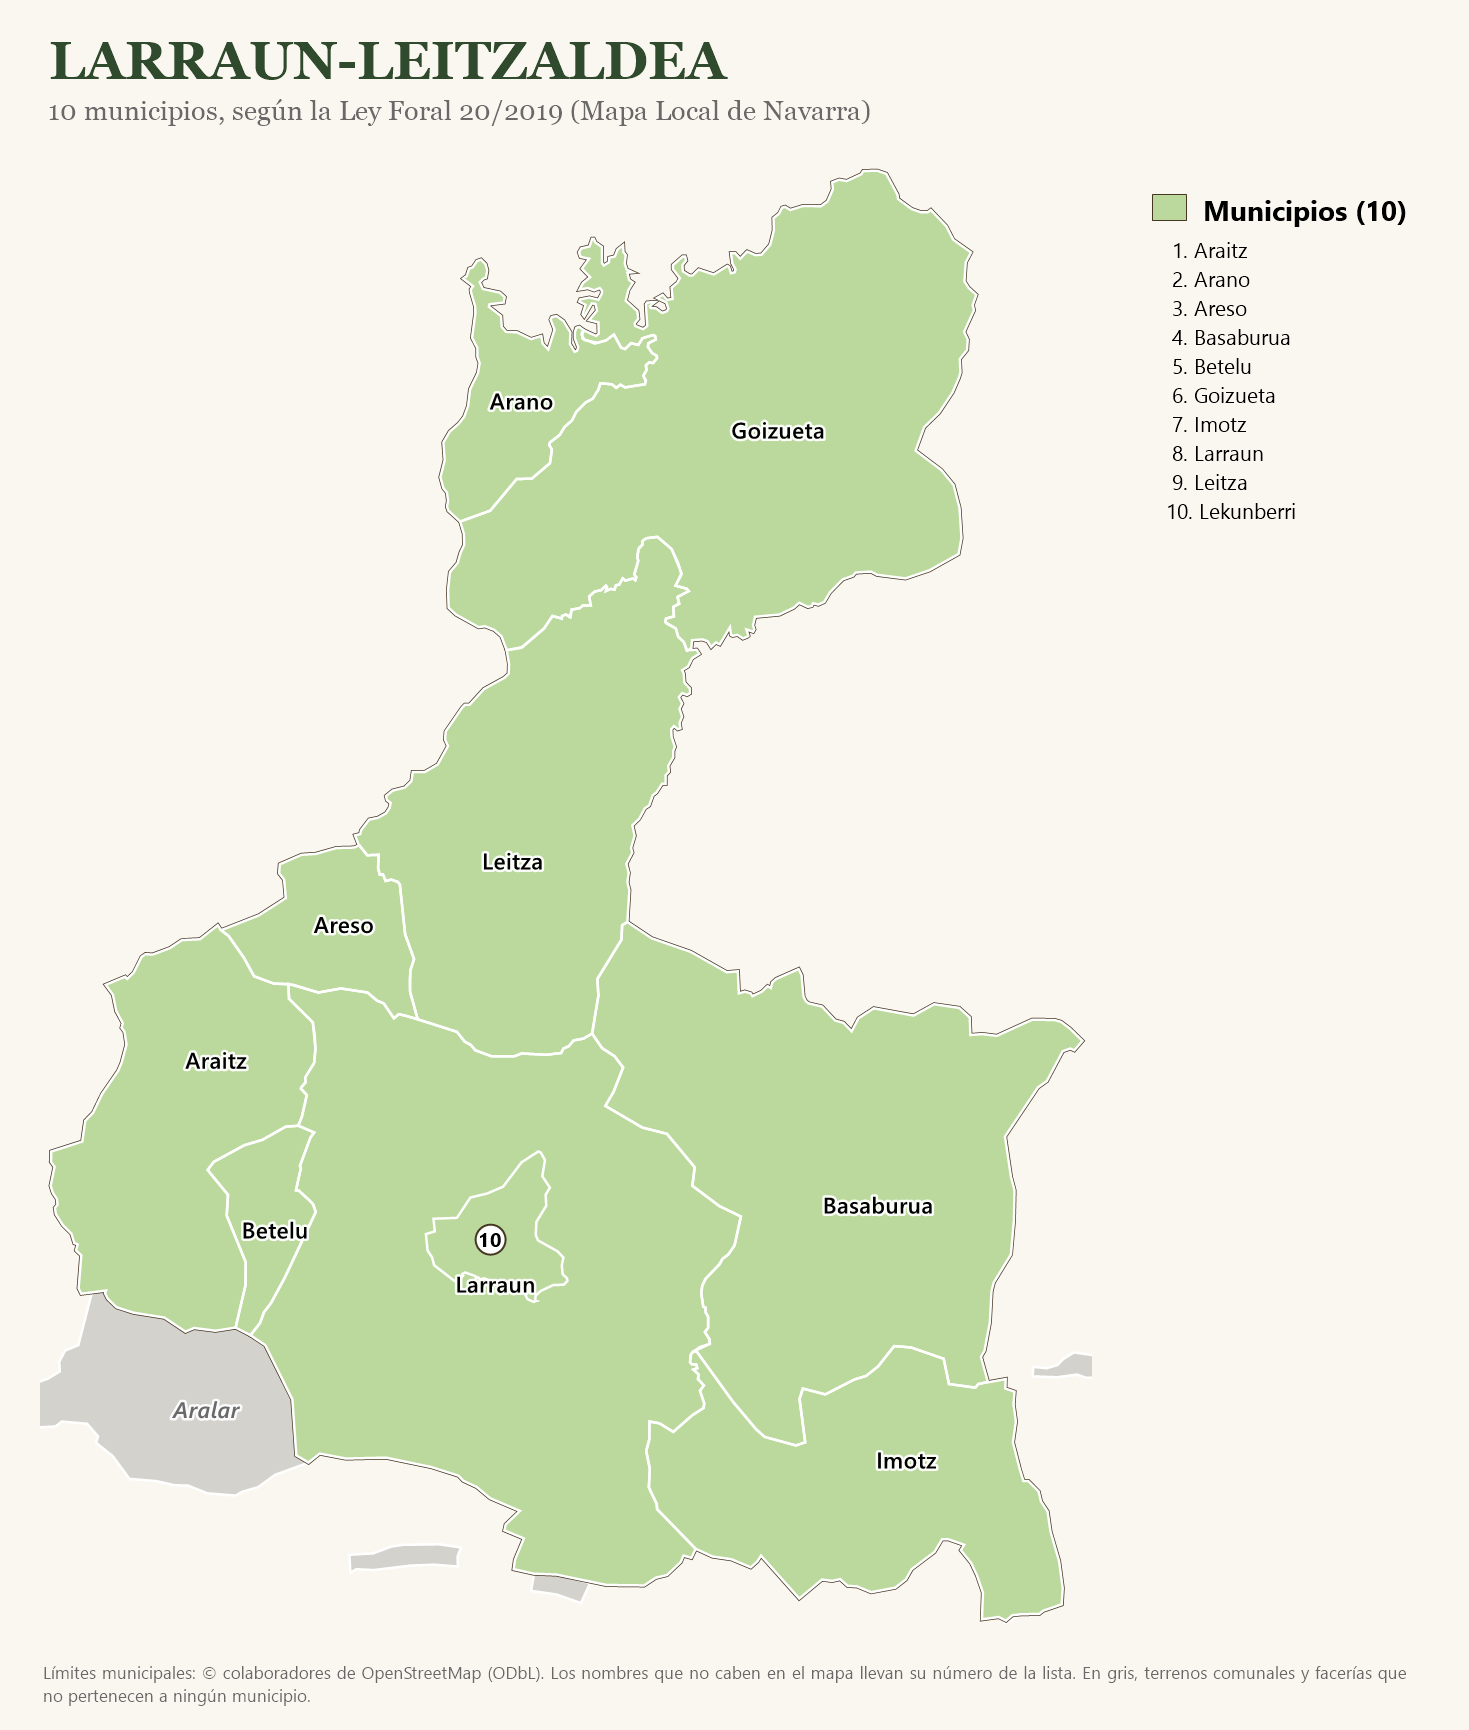 LARRAUN-LEITZALDEA
10 municipios, según la Ley Foral 20/2019 (Mapa Local de Navarra)
Municipios (10)
1. Araitz
2. Arano
3. Areso
4. Basaburua
5. Betelu
6. Goizueta
7. Imotz
8. Larraun
9. Leitza
10. Lekunberri
Arano
Goizueta
Leitza
Areso
Araitz
Basaburua
Betelu
10
Larraun
Aralar
Imotz
Límites municipales: © colaboradores de OpenStreetMap (ODbL). Los nombres que no caben en el mapa llevan su número de la lista. En gris, terrenos comunales y facerías que
no pertenecen a ningún municipio.